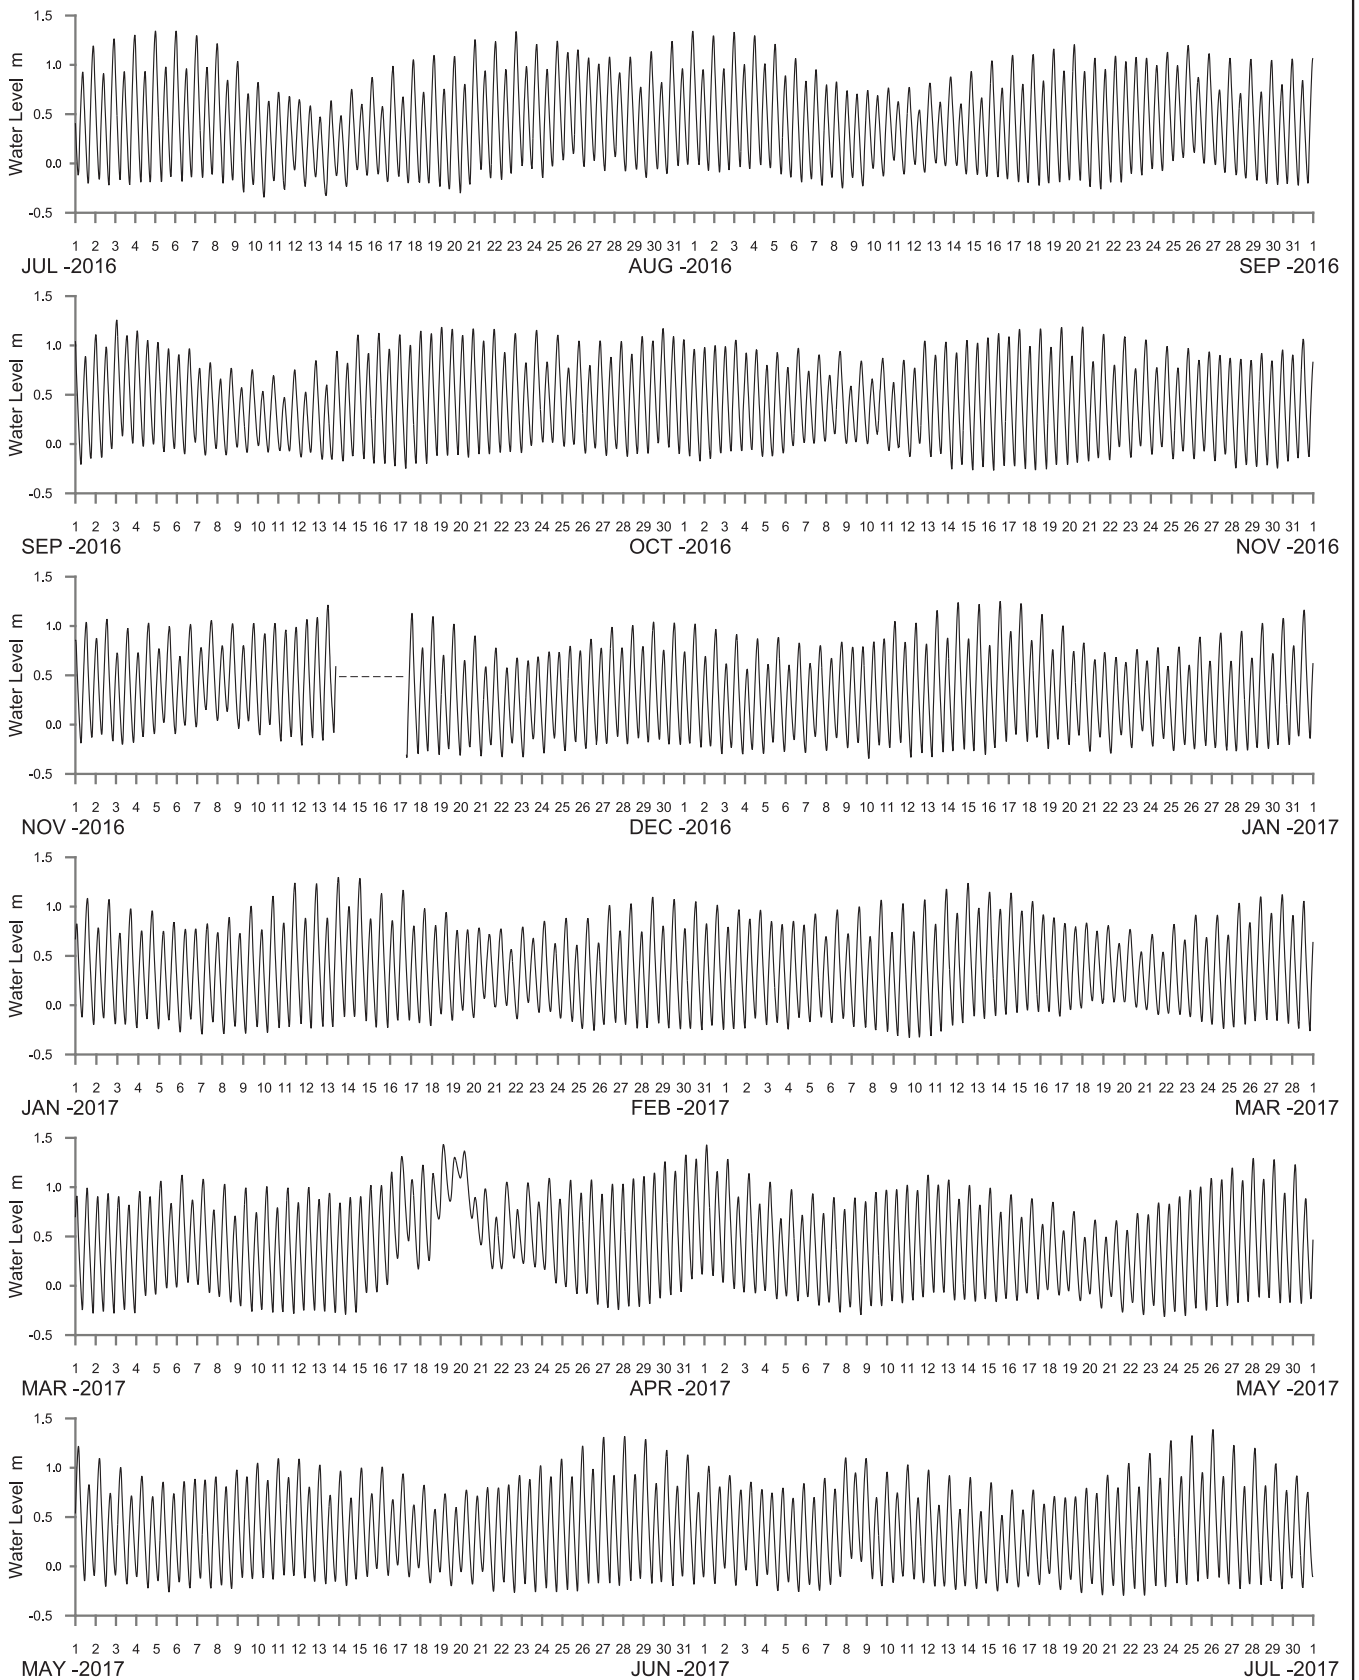 1.5
1.0
0.5
0.0
-0.5
Water Level m
1 2 3 4 5 6 7 8 9 10 11 12 13 14 15 16 17 18 19 20 21 22 23 24 25 26 27 28 29 30 31 1 2 3 4 5 6 7 8 9 10 11 12 13 14 15 16 17 18 19 20 21 22 23 24 25 26 27 28 29 30 31 1
JUL -2016 AUG -2016 SEP -2016
1.5
1.0
0.5
0.0
-0.5
Water Level m
1 2 3 4 5 6 7 8 9 10 11 12 13 14 15 16 17 18 19 20 21 22 23 24 25 26 27 28 29 30 1 2 3 4 5 6 7 8 9 10 11 12 13 14 15 16 17 18 19 20 21 22 23 24 25 26 27 28 29 30 31 1
SEP -2016 OCT -2016 NOV -2016
1.5
1.0
0.5
0.0
-0.5
Water Level m
1 2 3 4 5 6 7 8 9 10 11 12 13 14 15 16 17 18 19 20 21 22 23 24 25 26 27 28 29 30 1 2 3 4 5 6 7 8 9 10 11 12 13 14 15 16 17 18 19 20 21 22 23 24 25 26 27 28 29 30 31 1
NOV -2016 DEC -2016 JAN -2017
1.5
1.0
0.5
0.0
-0.5
Water Level m
1 2 3 4 5 6 7 8 9 10 11 12 13 14 15 16 17 18 19 20 21 22 23 24 25 26 27 28 29 30 31 1 2 3 4 5 6 7 8 9 10 11 12 13 14 15 16 17 18 19 20 21 22 23 24 25 26 27 28 1
JAN -2017 FEB -2017 MAR -2017
1.5
1.0
0.5
0.0
-0.5
Water Level m
1 2 3 4 5 6 7 8 9 10 11 12 13 14 15 16 17 18 19 20 21 22 23 24 25 26 27 28 29 30 31 1 2 3 4 5 6 7 8 9 10 11 12 13 14 15 16 17 18 19 20 21 22 23 24 25 26 27 28 29 30 1
MAR -2017 APR -2017 MAY -2017
1.5
1.0
0.5
0.0
-0.5
Water Level m
1 2 3 4 5 6 7 8 9 10 11 12 13 14 15 16 17 18 19 20 21 22 23 24 25 26 27 28 29 30 31 1 2 3 4 5 6 7 8 9 10 11 12 13 14 15 16 17 18 19 20 21 22 23 24 25 26 27 28 29 30 1
MAY -2017 JUN -2017 JUL -2017